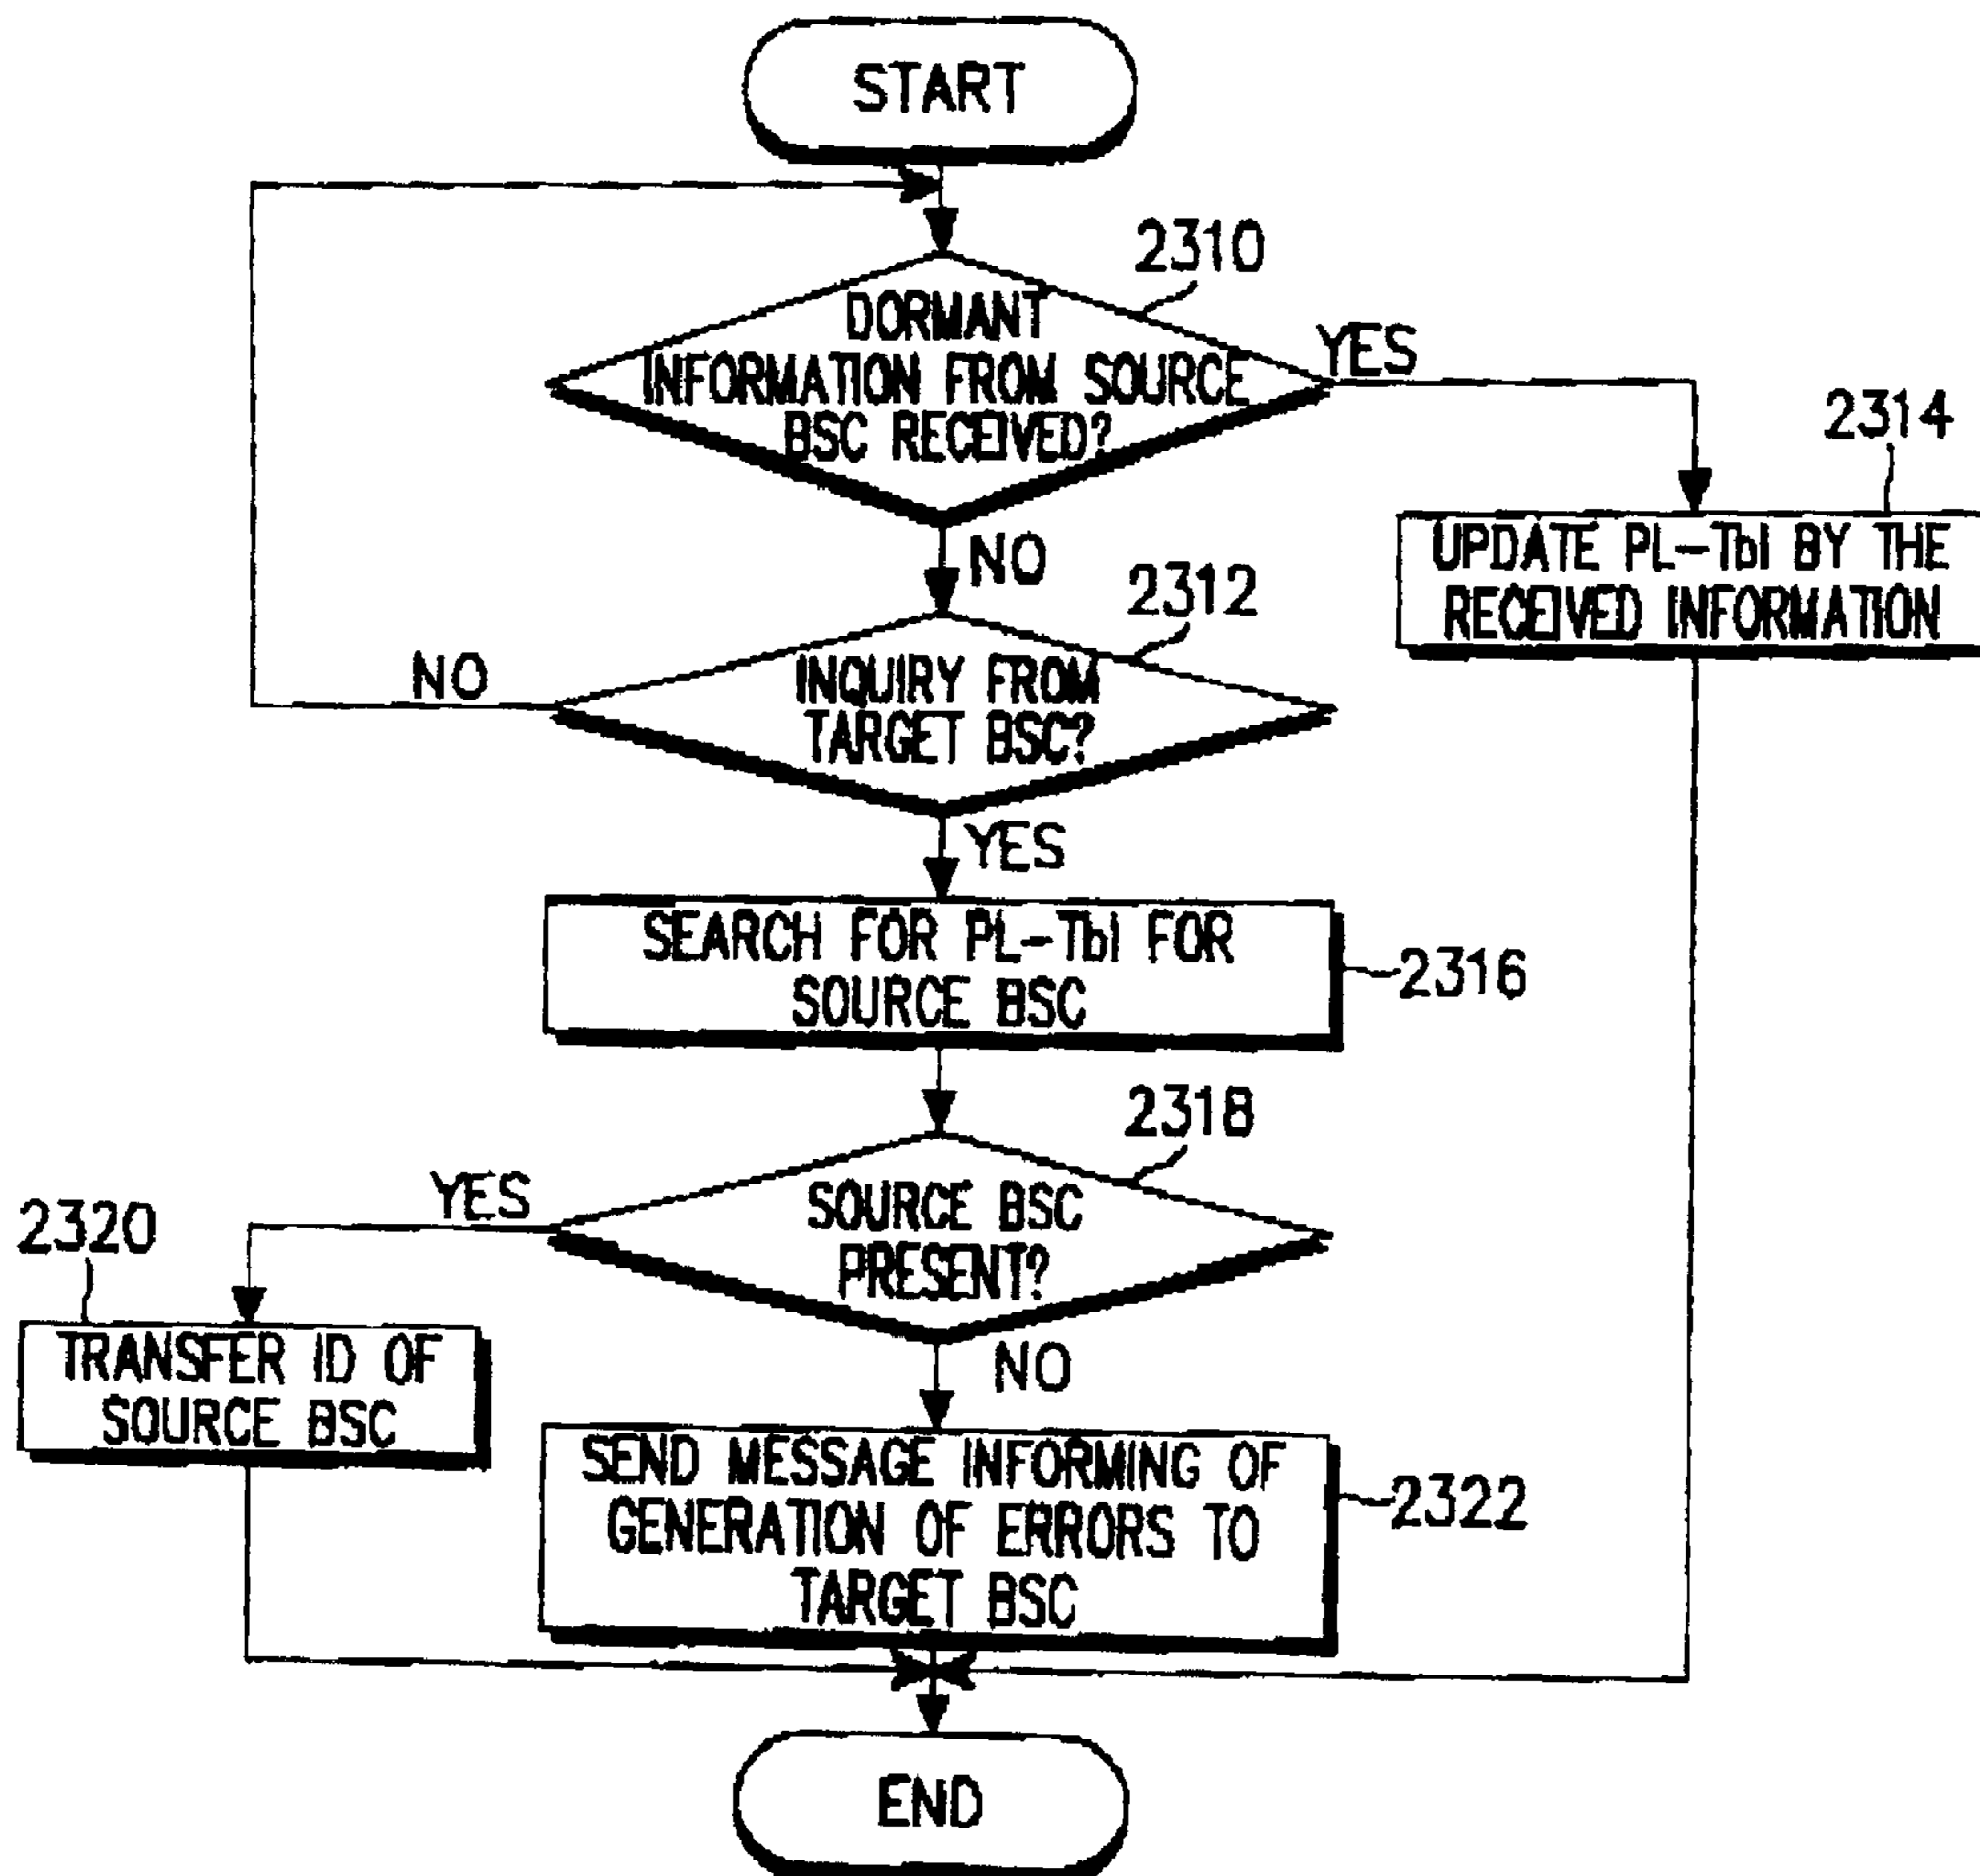 START
2310
DORMANT
INFORMATION FROM SOURCE
BSC RECEIVED?
YES
2314
UPDATE PL-Tbl BY THE
RECEIVED INFORMATION
NO
2312
INQUIRY FROM
TARGET BSC?
NO
YES
SEARCH FOR PL-Tbl FOR
SOURCE BSC
2316
2318
SOURCE BSC
PRESENT?
YES
2320
TRANSFER ID OF
SOURCE BSC
NO
SEND MESSAGE INFORMING OF
GENERATION OF ERRORS TO
TARGET BSC
2322
END